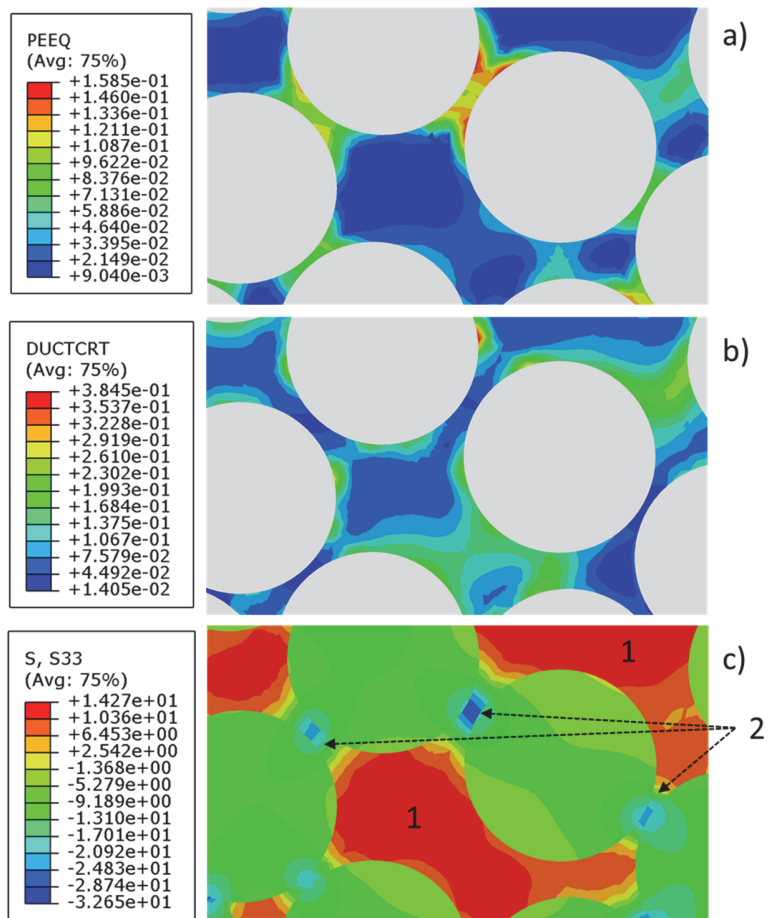 a)
PEEQ
(Avg: 75%)
+1.585e-01
+1.460e-01
+1.336e-01
+1.211e-01
+1.087e-01
+9.622e-02
+8.376e-02
+7.131e-02
+5.886e-02
+4.640e-02
+3.395e-02
+2.149e-02
+9.040e-03
b)
DUCTCRT
(Avg: 75%)
+3.845e-01
+3.537e-01
+3.228e-01
+2.919e-01
+2.610e-01
+2.302e-01
+1.993e-01
+1.684e-01
+1.375e-01
+1.067e-01
+7.579e-02
+4.492e-02
+1.405e-02
c)
S, S33
(Avg: 75%)
+1.427e+01
+1.036e+01
+6.453e+00
+2.542e+00
-1.368e+00
-5.279e+00
-9.189e+00
-1.310e+01
-1.701e+01
-2.092e+01
-2.483e+01
-2.874e+01
-3.265e+01
1
2
1